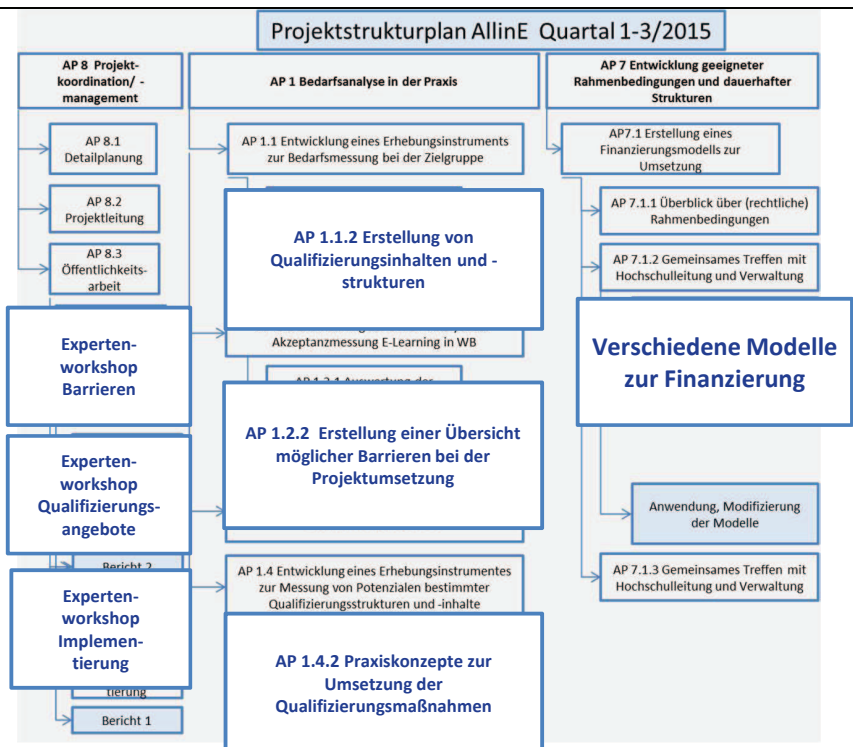 Projektstrukturplan AllinE Quartal 1-3/2015
AP 8 Projekt-
koordination/ -
management
AP 8.1
Detailplanung
AP 8.2
Projektleitung
AP 8.3
Öffentlichkeits-
arbeit
Experten-
workshop
Barrieren
Experten-
workshop
Qualifizierungs-
angebote
Bericht 2
Experten-
workshop
Implemen-
tierung
tierung
Bericht 1
AP 1 Bedarfsanalyse in der Praxis
AP 1.1 Entwicklung eines Erhebungsinstruments
zur Bedarfsmessung bei der Zielgruppe
AP 1.1.2 Erstellung von
Qualifizierungsinhalten und -
strukturen
Akzeptanzmessung E-Learning in WB
AP 1.2.1 Auswertung der
AP 1.2.2 Erstellung einer Übersicht
möglicher Barrieren bei der
Projektumsetzung
AP 1.4 Entwicklung eines Erhebungsinstrumentes
zur Messung von Potenzialen bestimmter
Qualifizierungsstrukturen und -inhalte
AP 1.4.2 Praxiskonzepte zur
Umsetzung der
Qualifizierungsmaßnahmen
AP 7 Entwicklung geeigneter
Rahmenbedingungen und dauerhafter
Strukturen
AP7.1 Erstellung eines
Finanzierungsmodells zur
Umsetzung
AP 7.1.1 Überblick über (rechtliche)
Rahmenbedingungen
AP 7.1.2 Gemeinsames Treffen mit
Hochschulleitung und Verwaltung
Verschiedene Modelle
zur Finanzierung
Anwendung, Modifizierung
der Modelle
AP 7.1.3 Gemeinsames Treffen mit
Hochschulleitung und Verwaltung